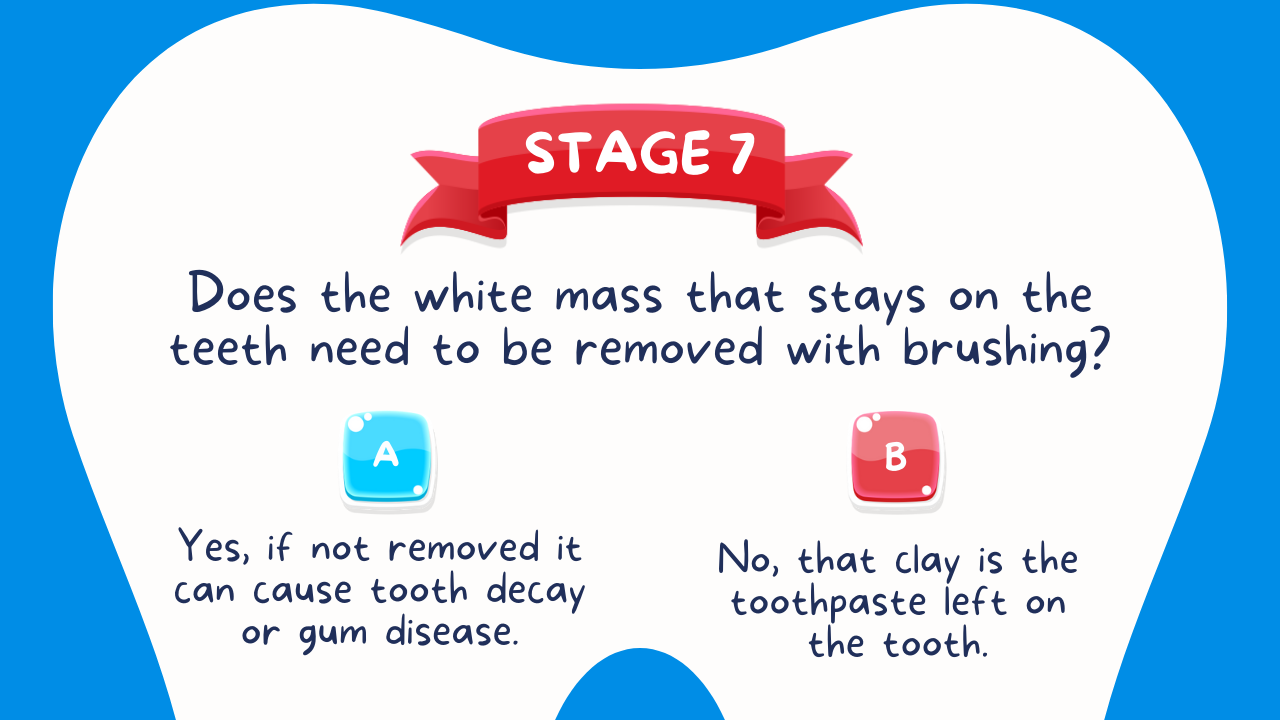 STAGE 7
Does the white mass that stays on the
teeth need to be removed with brushing?
A
Yes, if not removed it
can cause tooth decay
or gum disease.
B
No, that clay is the
toothpaste left on
the tooth.